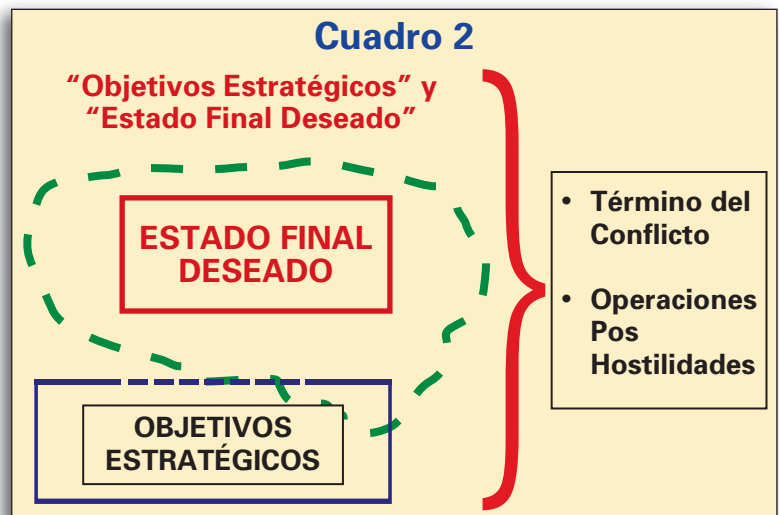 Cuadro 2
“Objetivos Estratégicos” y
“Estado Final Deseado”
ESTADO FINAL
DESEADO
OBJETIVOS
ESTRATÉGICOS
• Término del
Conflicto
• Operaciones
Pos
Hostilidades